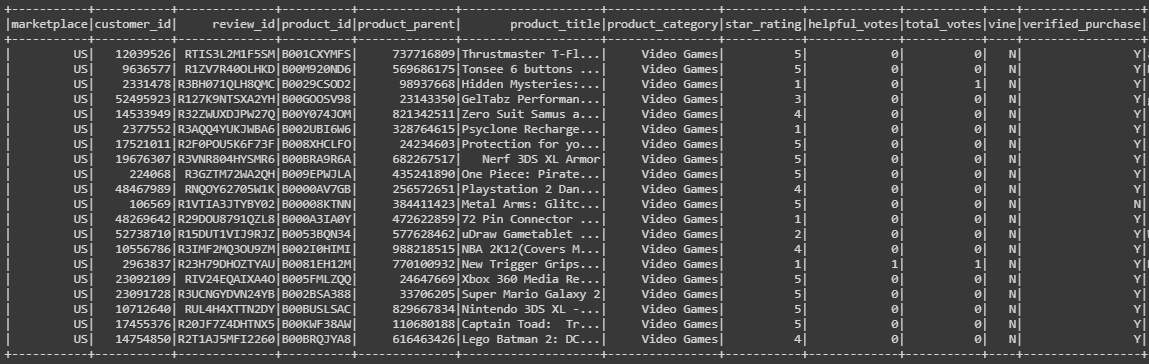 |marketplace|customer_id|     review_id|product_id|product_parent|       product_title|product_category|star_rating|helpful_votes|total_votes|vine|verified_purchase|
|         US|   12039526| RTIS3L2M1F5SM|B001CXYMFS|     737716809|Thrustmaster T-Fl...|     Video Games|          5|            0|          0|   N|                Y|
|         US|    9636577|R1ZV7R40OLHKD|B00M920ND6|     569686175|Tonsee 6 buttons ...|     Video Games|          5|            0|          0|   N|                Y|
|         US|    2331478|R3BH071QLH8QMC|B0029CSOD2|      98937668|Hidden Mysteries:...|     Video Games|          1|            0|          1|   N|                Y|
|         US|   52495923|R127K9NTSXA2YH|B00GOOSV98|      23143350|GelTabz Performan...|     Video Games|          3|            0|          0|   N|                Y|
|         US|   14533949|R32ZWUXDJPW27Q|B00Y074JOM|     821342511|Zero Suit Samus a...|     Video Games|          4|            0|          0|   N|                Y|
|         US|    2377552|R3AQQ4YUKJWBA6|B002UBI6W6|     328764615|Psyclone Recharge...|     Video Games|          1|            0|          0|   N|                Y|
|         US|   17521011|R2F0POU5K6F73F|B008XHCLFO|      24234603|Protection for yo...|     Video Games|          5|            0|          0|   N|                Y|
|         US|   19676307|R3VNR804HYSMR6|B00BRA9R6A|     682267517|   Nerf 3DS XL Armor|     Video Games|          5|            0|          0|   N|                Y|
|         US|     224068| R3GZTM72WA2QH|B009EPWJLA|     435241890|One Piece: Pirate...|     Video Games|          5|            0|          0|   N|                Y|
|         US|   48467989| RNQOY62705W1K|B0000AV7GB|     256572651|Playstation 2 Dan...|     Video Games|          4|            0|          0|   N|                Y|
|         US|     106569|R1VTIA3JTYBY02|B00008KTNN|     384411423|Metal Arms: Glitc...|     Video Games|          5|            0|          0|   N|                N|
|         US|   48269642|R29DOU8791QZL8|B000A3IA0Y|     472622859|72 Pin Connector ...|     Video Games|          1|            0|          0|   N|                Y|
|         US|   52738710|R15DUT1VIJ9RJZ|B0053BQN34|     577628462|uDraw Gametablet ...|     Video Games|          2|            0|          0|   N|                Y|
|         US|   10556786|R3IMF2MQ3OU9ZM|B002I0HIMI|     988218515|NBA 2K12(Covers M...|     Video Games|          4|            0|          0|   N|                Y|
|         US|    2963837|R23H79DHOZTYAU|B0081EH12M|     770100932|New Trigger Grips...|     Video Games|          1|            1|          1|   N|                Y|
|         US|   23092109| RIV24EQAIXA4O|B005FMLZQQ|      24647669|Xbox 360 Media Re...|     Video Games|          5|            0|          0|   N|                Y|
|         US|   23091728|R3UCNGYDVN24YB|B002BSA388|      33706205|Super Mario Galaxy 2|     Video Games|          5|            0|          0|   N|                Y|
|         US|   10712640| RUL4H4XTTN2DY|B00BUSLSAC|     829667834|Nintendo 3DS XL -...|     Video Games|          5|            0|          0|   N|                Y|
|         US|   17455376|R20JF7Z4DHTNX5|B00KWF38AW|     110680188|Captain Toad:  Tr...|     Video Games|          5|            0|          0|   N|                Y|
|         US|   14754850|R2T1AJ5MFI2260|B00BRQJYA8|     616463426|Lego Batman 2: DC...|     Video Games|          4|            0|          0|   N|                Y|